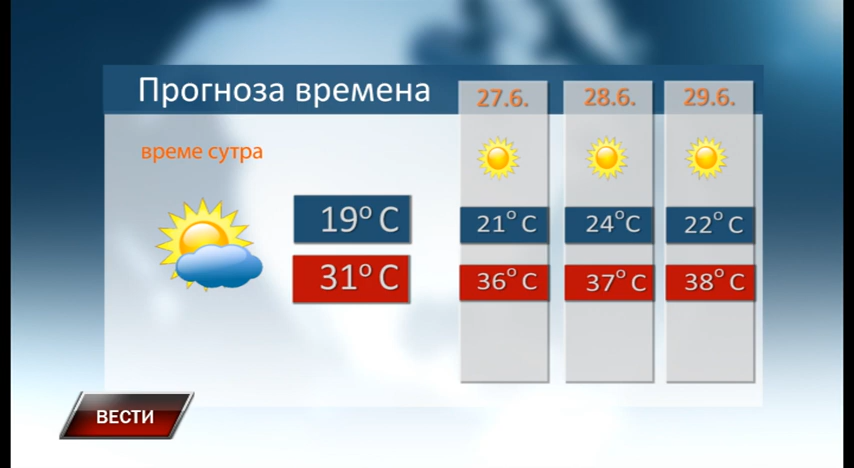 Прогноза времена
време сутра
19° C
31° C
27.6.
28.6.
29.6.
21° C
24°C
22° C
36° C
37° C
38° C
ВЕСТИ